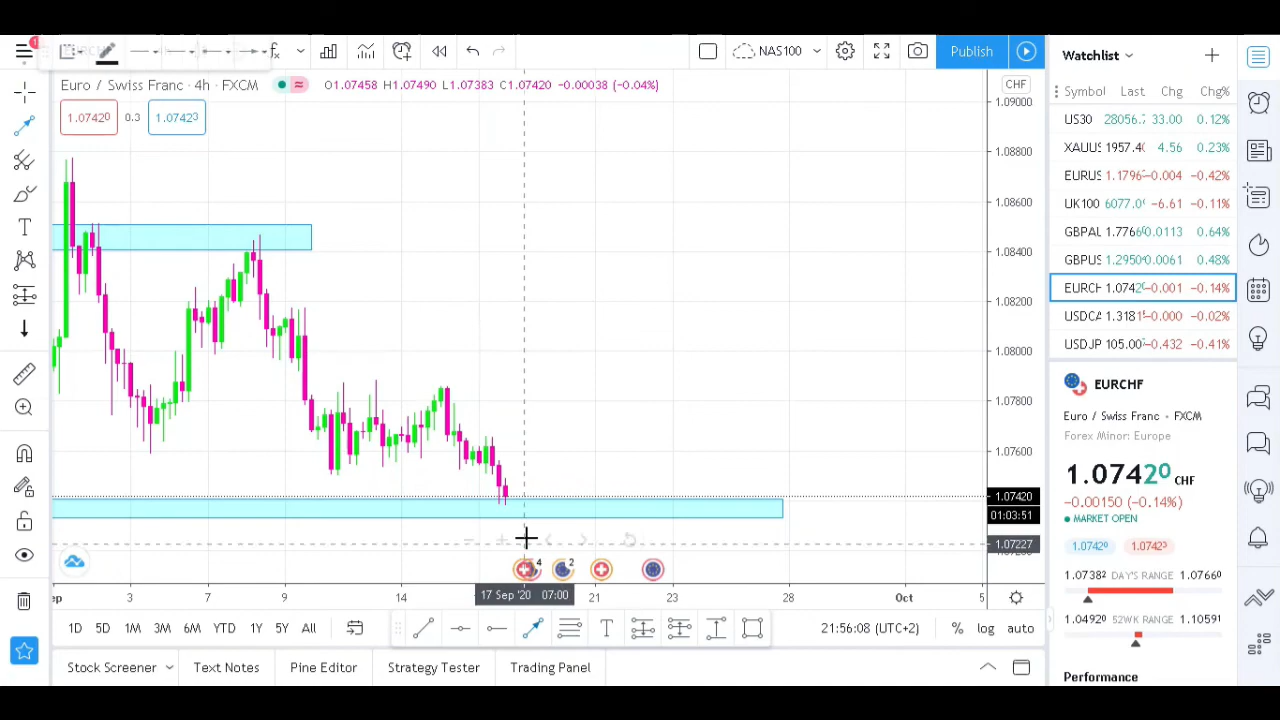 NAS100
Publish
Watchlist
Euro / Swiss Franc · 4h · FXCM
O1.07458 H1.07490 L1.07383 C1.07420 −0.00038 (−0.04%)
CHF
Symbol Last Chg Chg%
1.07420 0.3 1.07423
1.09000
1.08800
1.08600
1.08400
1.08200
1.08000
1.07800
1.07600
1.07420
01:03:51
1.07227
US30 28056. 33.00 0.12%
XAUUS 1957.4 4.56 0.23%
EURUS 1.1796 −0.004 −0.42%
UK100 6077.0 −6.61 −0.11%
GBPAU 1.7766 0.0113 0.64%
GBPUS 1.2950 0.0061 0.48%
EURCH 1.0742 −0.001 −0.14%
USDCA 1.3181 −0.000 −0.02%
USDJP 105.00 −0.432 −0.41%
EURCHF
Euro / Swiss Franc • FXCM
Forex Minor: Europe
1.07420 CHF
−0.00150 (−0.14%)
MARKET OPEN
1.07420 1.07423
1.07382 DAY'S RANGE 1.07669
1.04920 52WK RANGE 1.10591
Performance
4 2
ep 3 7 9 14 17 Sep '20 07:00 21 23 28 Oct 5
1D 5D 1M 3M 6M YTD 1Y 5Y All
21:56:08 (UTC+2) % log auto
Stock Screener Text Notes Pine Editor Strategy Tester Trading Panel